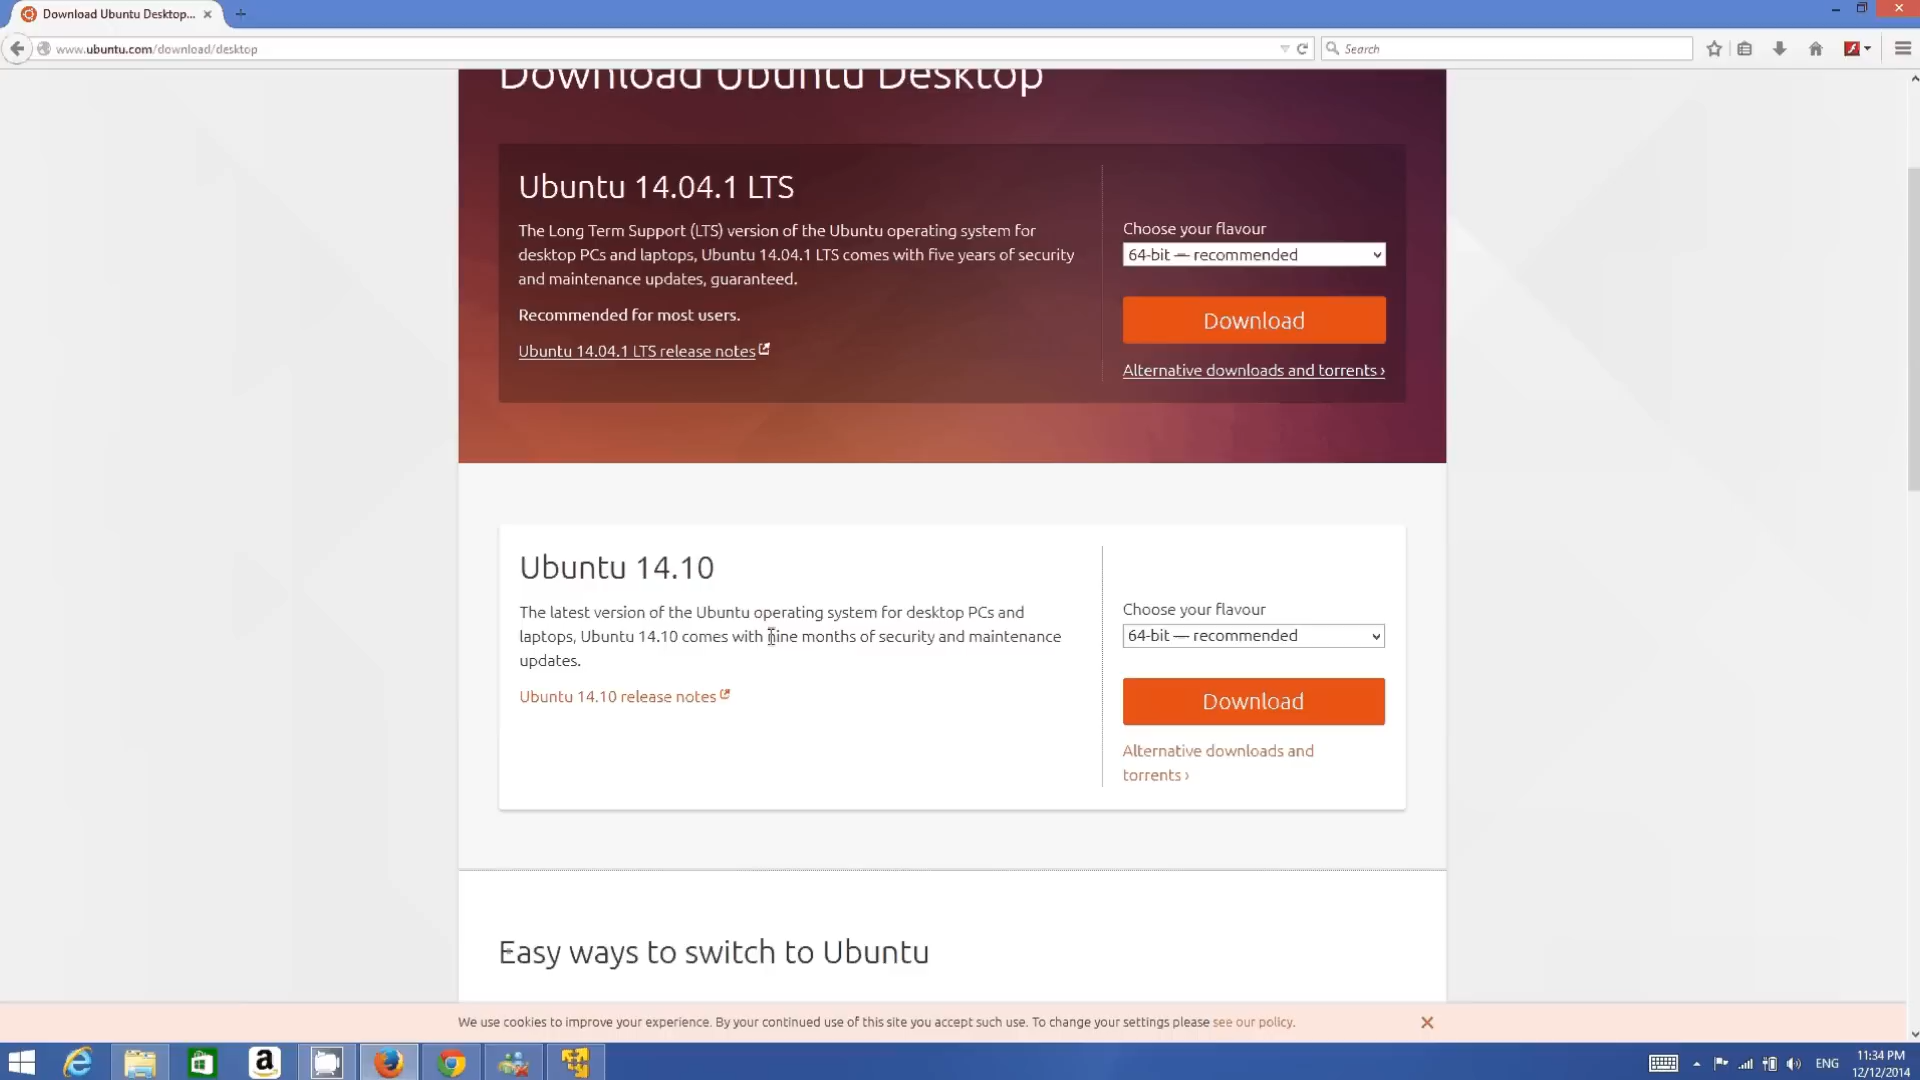 Download Ubuntu Desktop...
www.ubuntu.com/download/desktop
Search
Download Ubuntu Desktop
Ubuntu 14.04.1 LTS
The Long Term Support (LTS) version of the Ubuntu operating system for
desktop PCs and laptops, Ubuntu 14.04.1 LTS comes with five years of security
and maintenance updates, guaranteed.
Recommended for most users.
Ubuntu 14.04.1 LTS release notes
Choose your flavour
64-bit — recommended
Download
Alternative downloads and torrents ›
Ubuntu 14.10
The latest version of the Ubuntu operating system for desktop PCs and
laptops, Ubuntu 14.10 comes with nine months of security and maintenance
updates.
Ubuntu 14.10 release notes
Choose your flavour
64-bit — recommended
Download
Alternative downloads and
torrents ›
Easy ways to switch to Ubuntu
We use cookies to improve your experience. By your continued use of this site you accept such use. To change your settings please see our policy.
ENG
11:34 PM
12/12/2014